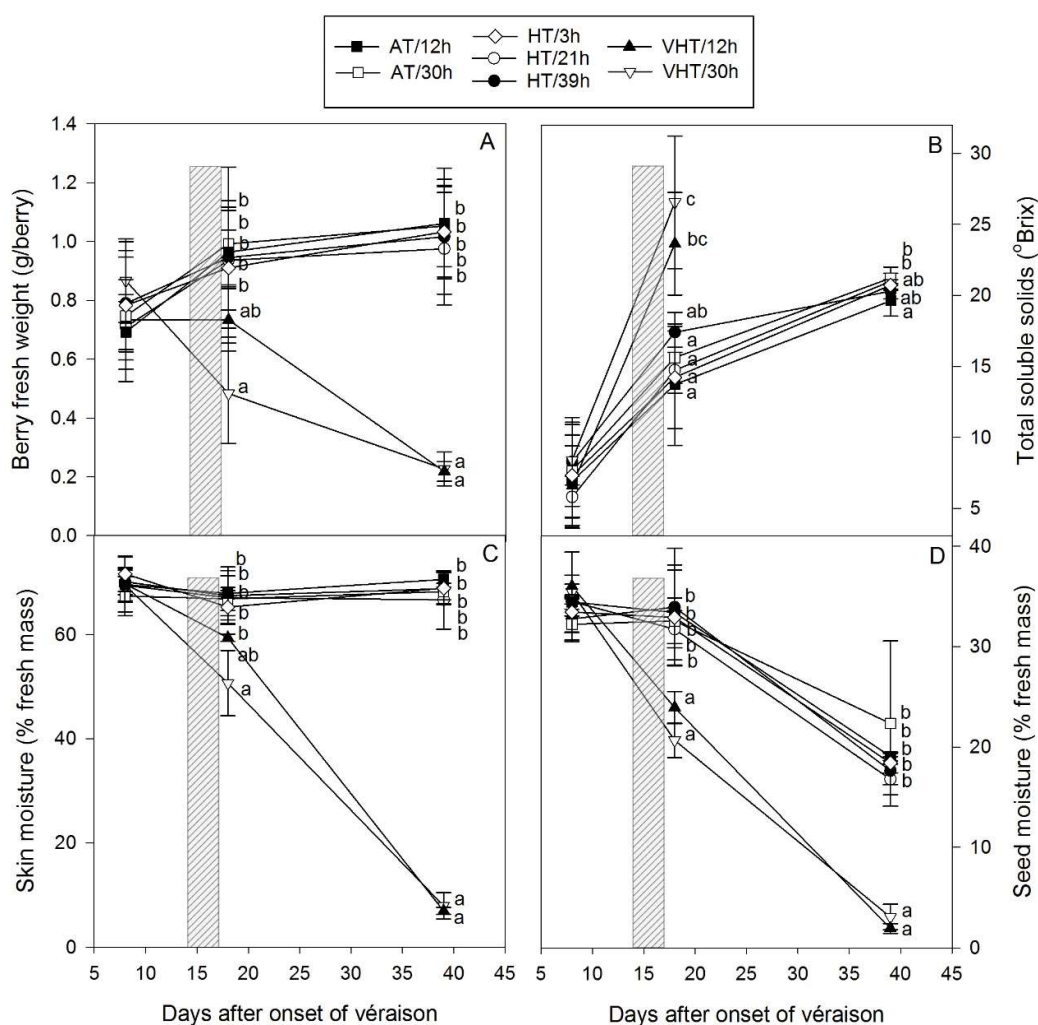 AT/12h
AT/30h
HT/3h
HT/21h
HT/39h
VHT/12h
VHT/30h
A
Berry fresh weight (g/berry)
1.4
1.2
1.0
0.8
0.6
0.4
0.2
0.0
b
b
b
b
b
ab
a
b
b
b
b
b
a
a
B
Total soluble solids (°Brix)
30
25
20
15
10
5
c
bc
ab
a
a
a
a
b
b
ab
ab
a
C
Skin moisture (% fresh mass)
60
40
20
0
b
b
b
b
b
ab
a
b
b
b
b
b
a
a
5 10 15 20 25 30 35 40 45
Days after onset of véraison
D
Seed moisture (% fresh mass)
40
30
20
10
0
b
b
b
b
b
a
a
b
b
b
b
b
a
a
5 10 15 20 25 30 35 40 45
Days after onset of véraison